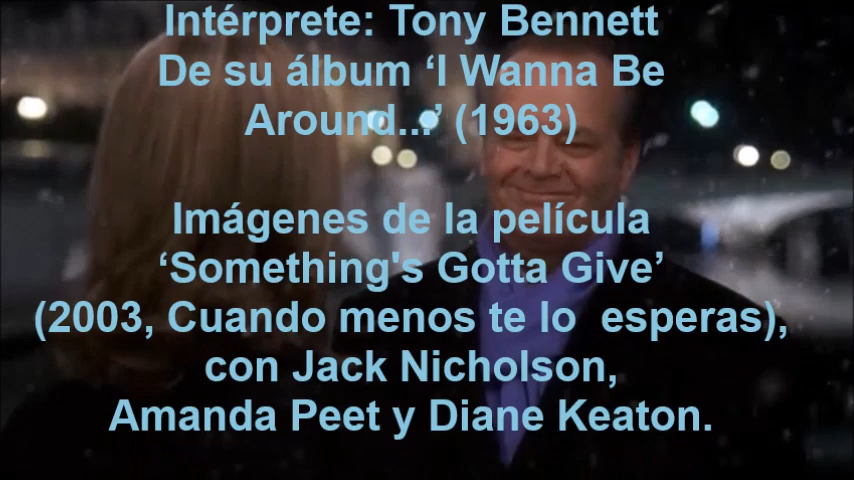 Intérprete: Tony Bennett
De su álbum ‘I Wanna Be
Around...’ (1963)
Imágenes de la película
‘Something's Gotta Give’
(2003, Cuando menos te lo  esperas),
con Jack Nicholson,
Amanda Peet y Diane Keaton.